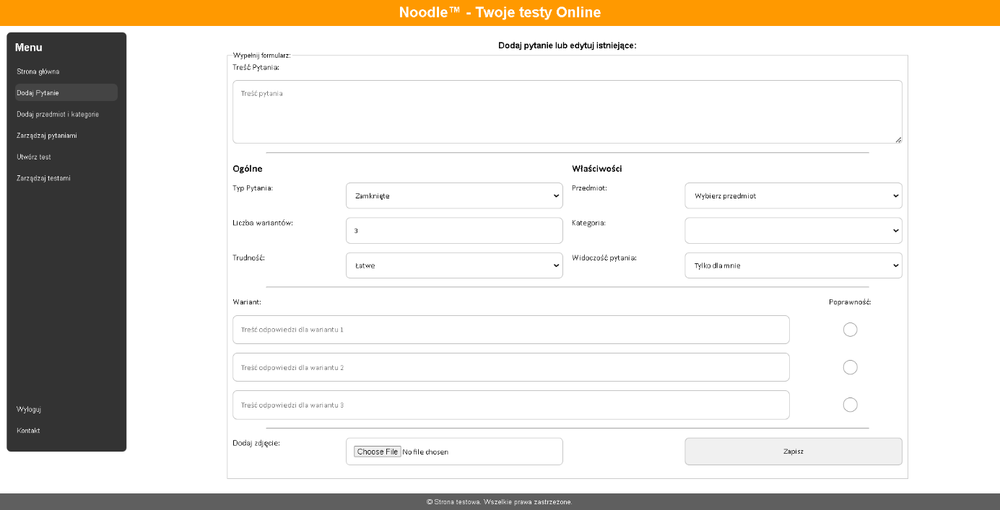 Noodle™ - Twoje testy Online
Menu
Strona główna
Dodaj Pytanie
Dodaj przedmiot i kategorie
Zarządzaj pytaniami
Utwórz test
Zarządzaj testami
Wyloguj
Kontakt
Dodaj pytanie lub edytuj istniejące:
Wypełnij formularz:
Treść Pytania:
Treść pytania
Ogólne
Właściwości
Typ Pytania:
Zamknięte
Przedmiot:
Wybierz przedmiot
Liczba wariantów:
3
Kategoria:
Trudność:
Łatwe
Widoczość pytania:
Tylko dla mnie
Wariant:
Poprawność:
Treść odpowiedzi dla wariantu 1
Treść odpowiedzi dla wariantu 2
Treść odpowiedzi dla wariantu 3
Dodaj zdjęcie:
Choose File No file chosen
Zapisz
© Strona testowa. Wszelkie prawa zastrzeżone.